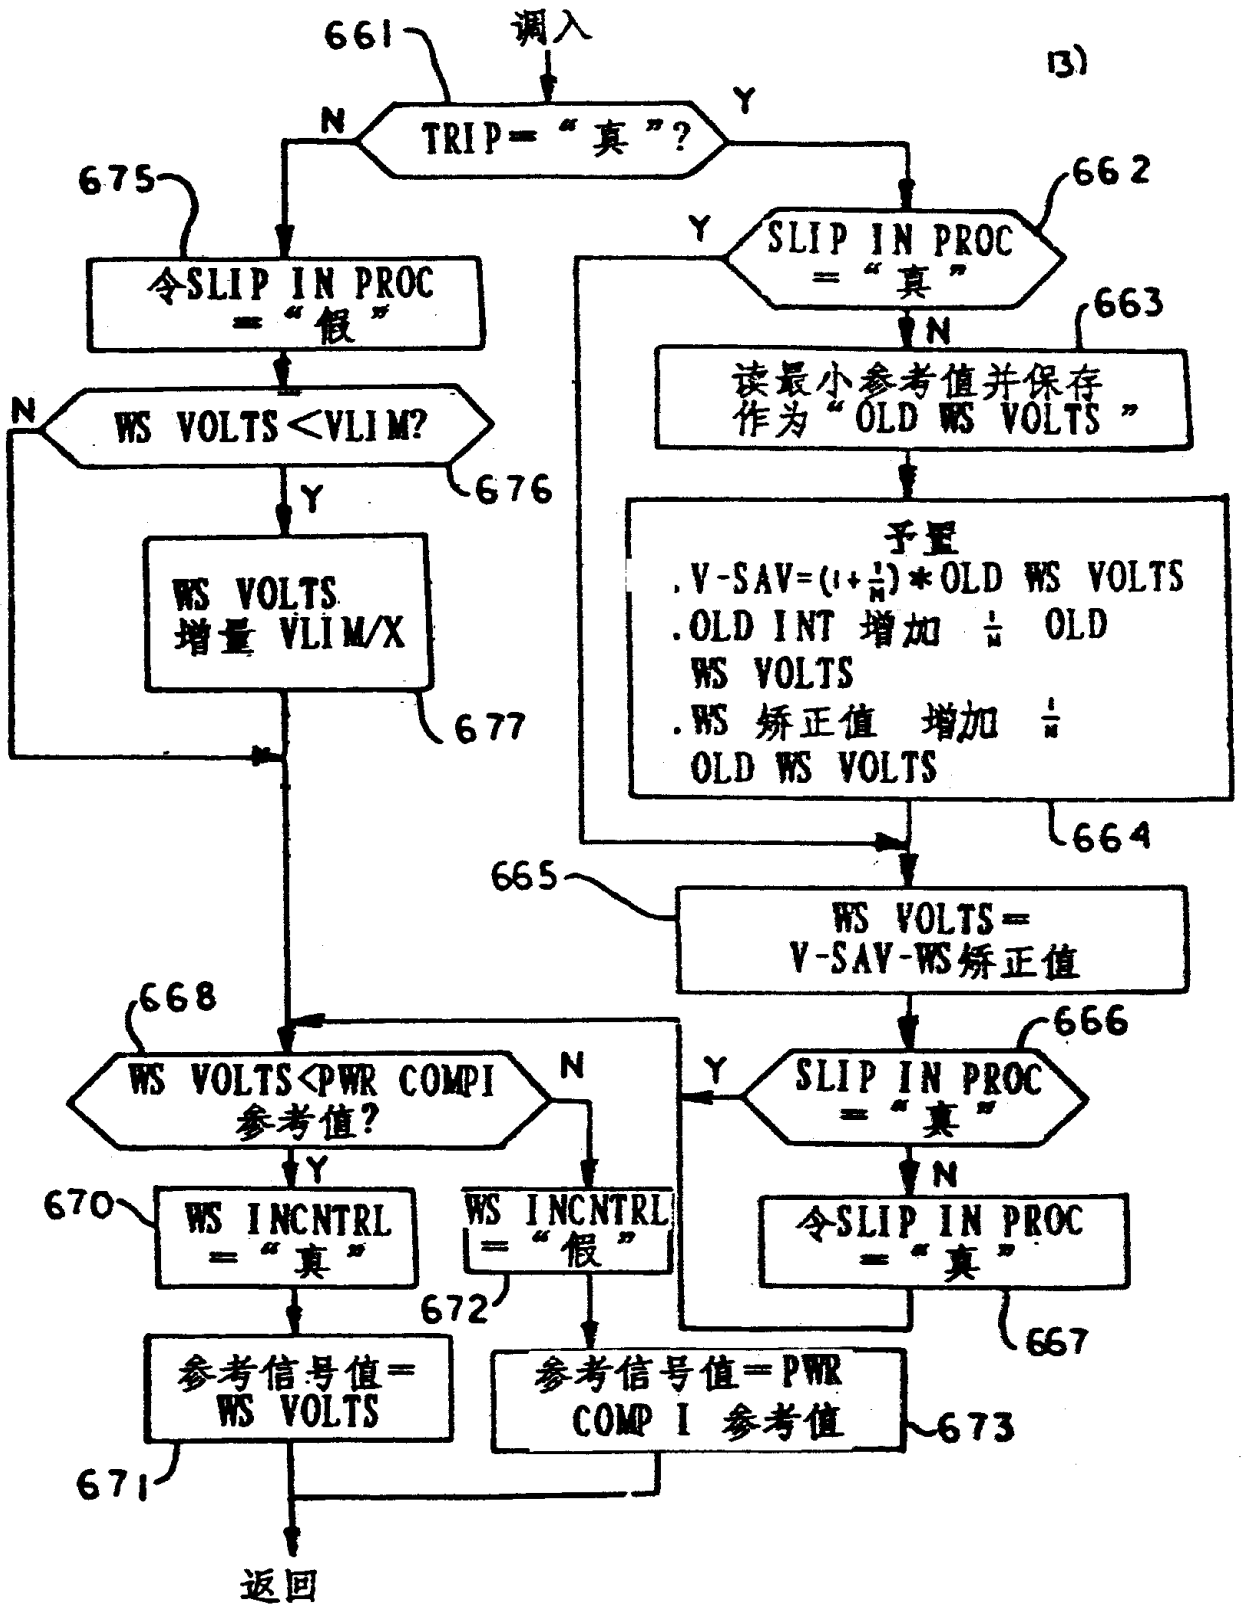 调入
661
13)
TRIP=“真”?
N
Y
675
662
令SLIP IN PROC
=“假”
Y
SLIP IN PROC
=“真”
N
663
N
WS VOLTS<VLIM?
676
Y
读最小参考值并保存
作为“OLD WS VOLTS”
WS VOLTS
增量 VLIM/X
677
予置
.V-SAV=(1+1/M)*OLD WS VOLTS
.OLD INT 增加 1/M OLD
WS VOLTS
.WS 矫正值 增加 1/M
OLD WS VOLTS
664
665
WS VOLTS=
V-SAV-WS矫正值
668
666
WS VOLTS<PWR COMPI
参考值?
N
Y
Y
SLIP IN PROC
=“真”
N
670
WS INCNTRL
=“真”
WS INCNTRL
=“假”
672
令SLIP IN PROC
=“真”
667
参考信号值=
WS VOLTS
671
参考信号值=PWR
COMP I 参考值
673
返回